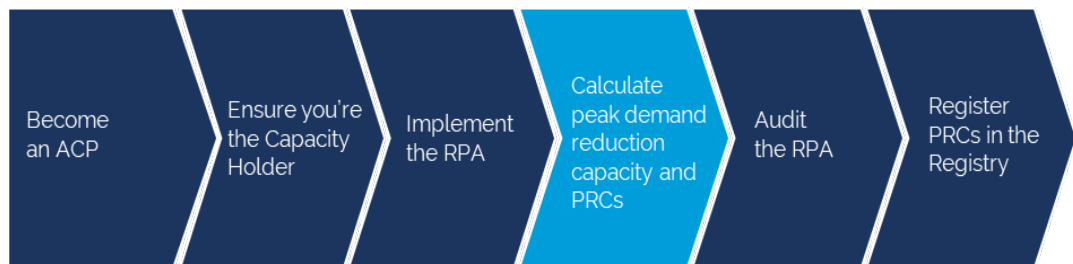 Become
an ACP
Ensure you're
the Capacity
Holder
Implement
the RPA
Calculate
peak demand
reduction
capacity and
PRCs
Audit
the RPA
Register
PRCs in the
Registry